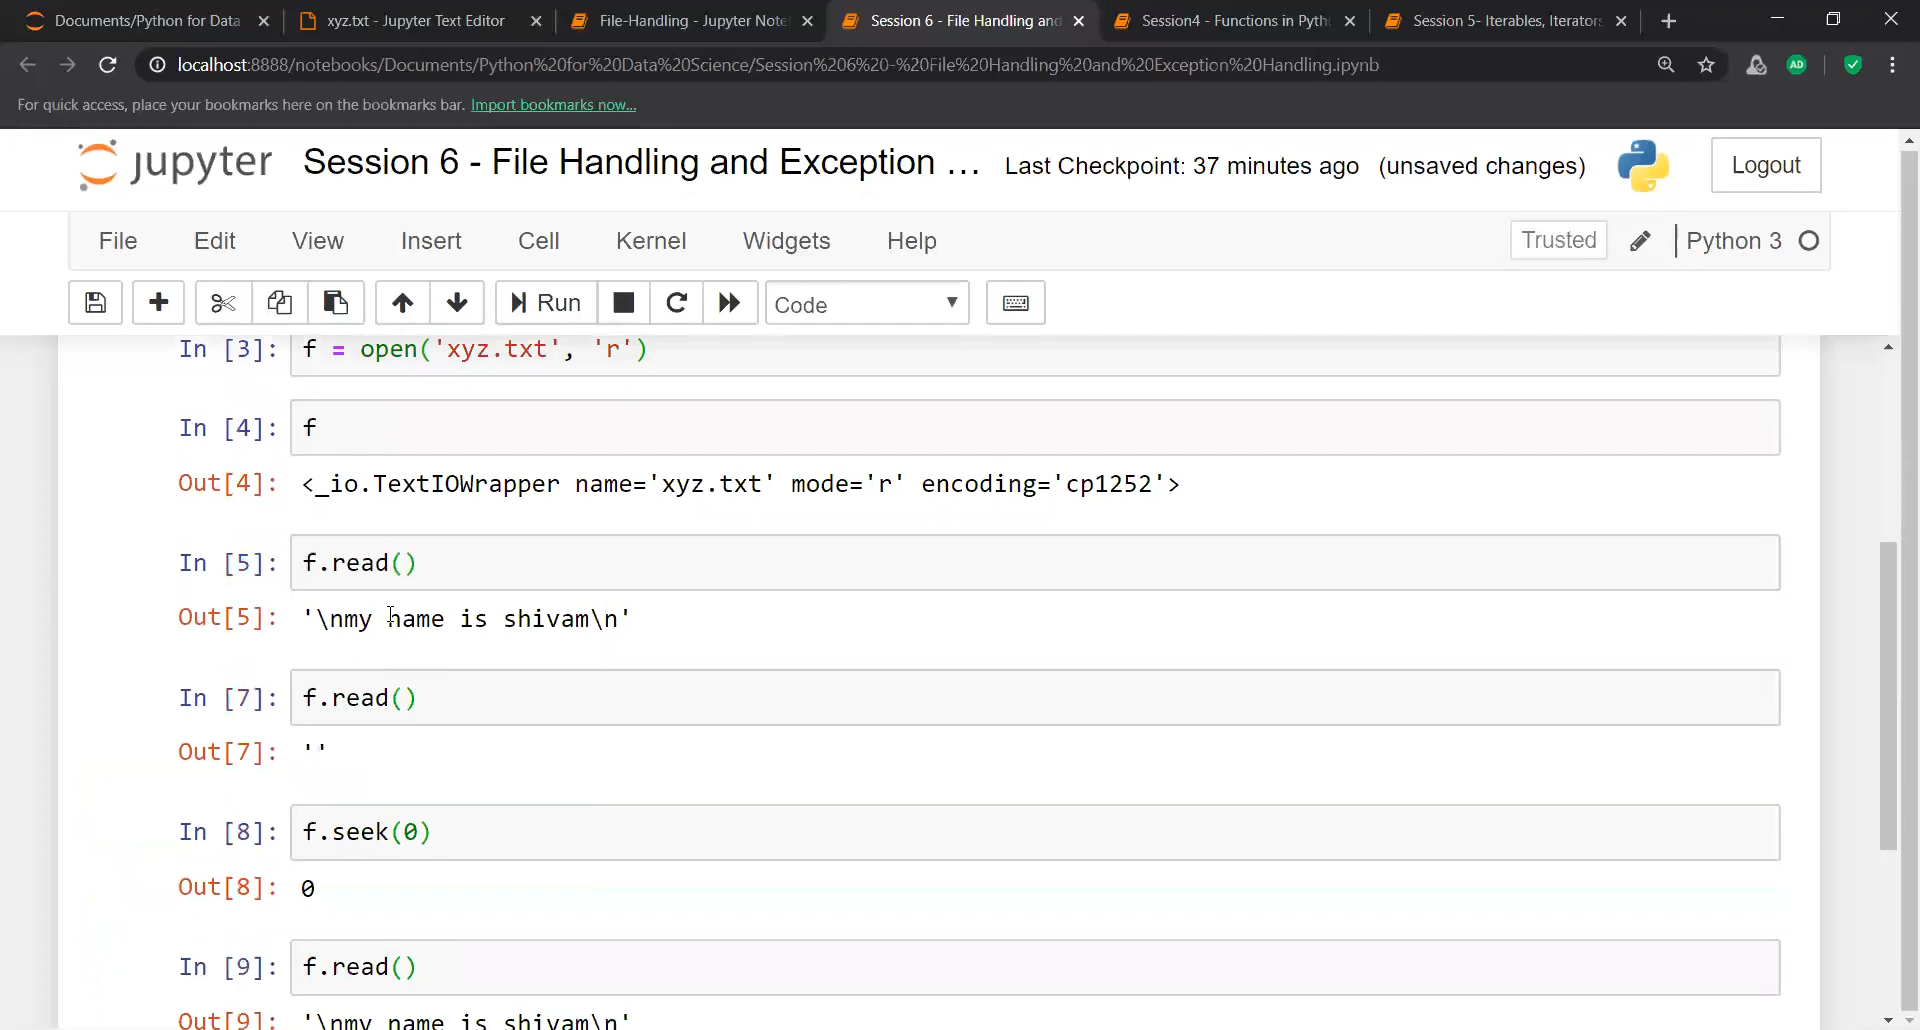 Documents/Python for Data
xyz.txt - Jupyter Text Editor
File-Handling - Jupyter Note
Session 6 - File Handling and
Session4 - Functions in Pyth
Session 5- Iterables, Iterators
localhost:8888/notebooks/Documents/Python%20for%20Data%20Science/Session%206%20-%20File%20Handling%20and%20Exception%20Handling.ipynb
AD
For quick access, place your bookmarks here on the bookmarks bar. Import bookmarks now...
jupyter Session 6 - File Handling and Exception ... Last Checkpoint: 37 minutes ago (unsaved changes) Logout
File Edit View Insert Cell Kernel Widgets Help Trusted Python 3
Run Code
In [3]: f = open('xyz.txt', 'r')
In [4]: f
Out[4]: <_io.TextIOWrapper name='xyz.txt' mode='r' encoding='cp1252'>
In [5]: f.read()
Out[5]: '\nmy name is shivam\n'
In [7]: f.read()
Out[7]: ''
In [8]: f.seek(0)
Out[8]: 0
In [9]: f.read()
Out[9]: '\nmy name is shivam\n'